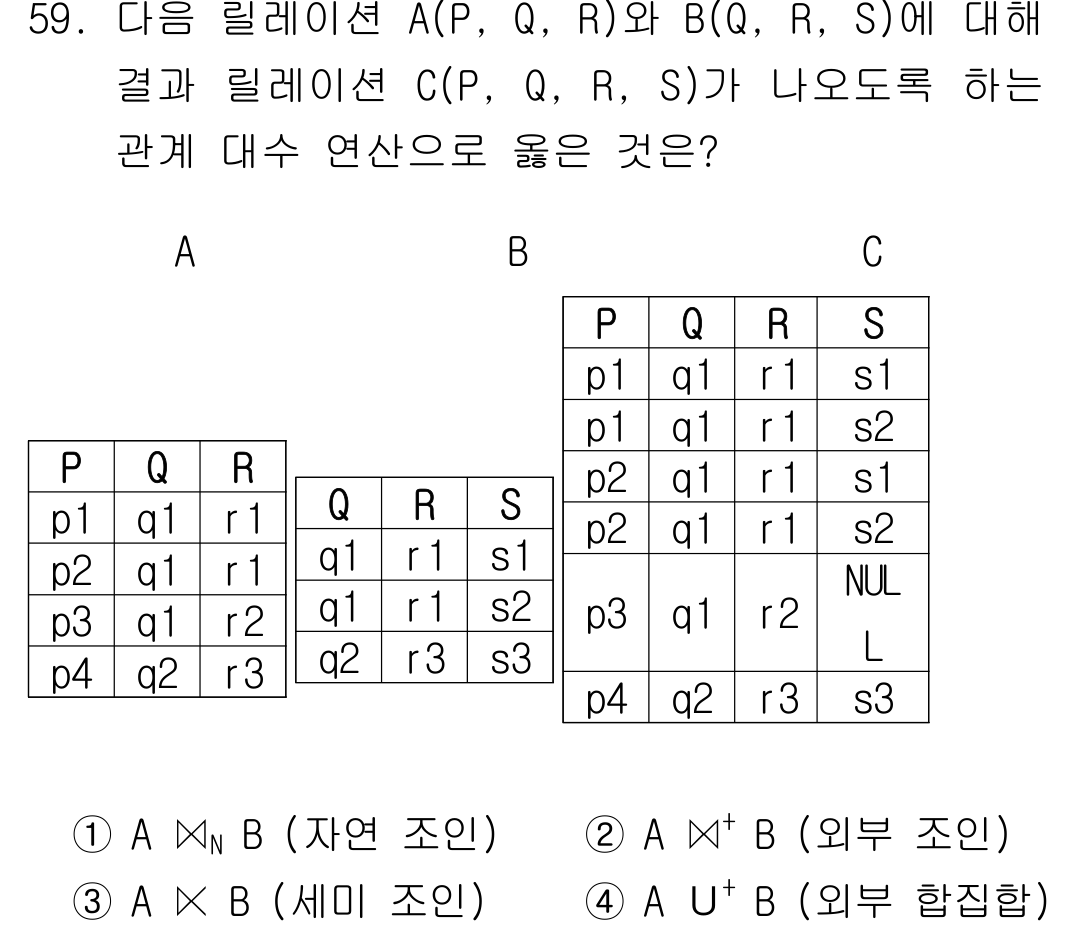 59. 다음 릴레이션 A(P, Q, R)와 B(Q, R, S)에 대해
결과 릴레이션 C(P, Q, R, S)가 나오도록 하는
관계 대수 연산으로 옳은 것은?
A B C
P Q R
p1 q1 r1
p2 q1 r1
p3 q1 r2
p4 q2 r3
Q R S
q1 r1 s1
q1 r1 s2
q2 r3 s3
P Q R S
p1 q1 r1 s1
p1 q1 r1 s2
p2 q1 r1 s1
p2 q1 r1 s2
p3 q1 r2 NUL
L
p4 q2 r3 s3
① A ⋈N B (자연 조인) ② A ⋈+ B (외부 조인)
③ A ⋉ B (세미 조인) ④ A U+ B (외부 합집합)